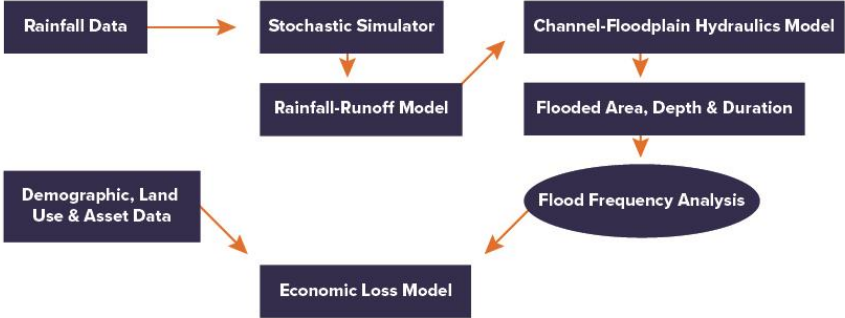 Rainfall Data
Stochastic Simulator
Channel-Floodplain Hydraulics Model
Rainfall-Runoff Model
Flooded Area, Depth & Duration
Demographic, Land
Use & Asset Data
Flood Frequency Analysis
Economic Loss Model